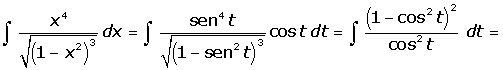 ∫ x⁴/√((1−x²)³) dx = ∫ sen⁴ t/√((1−sen² t)³) cos t dt = ∫ (1−cos² t)²/cos² t dt =